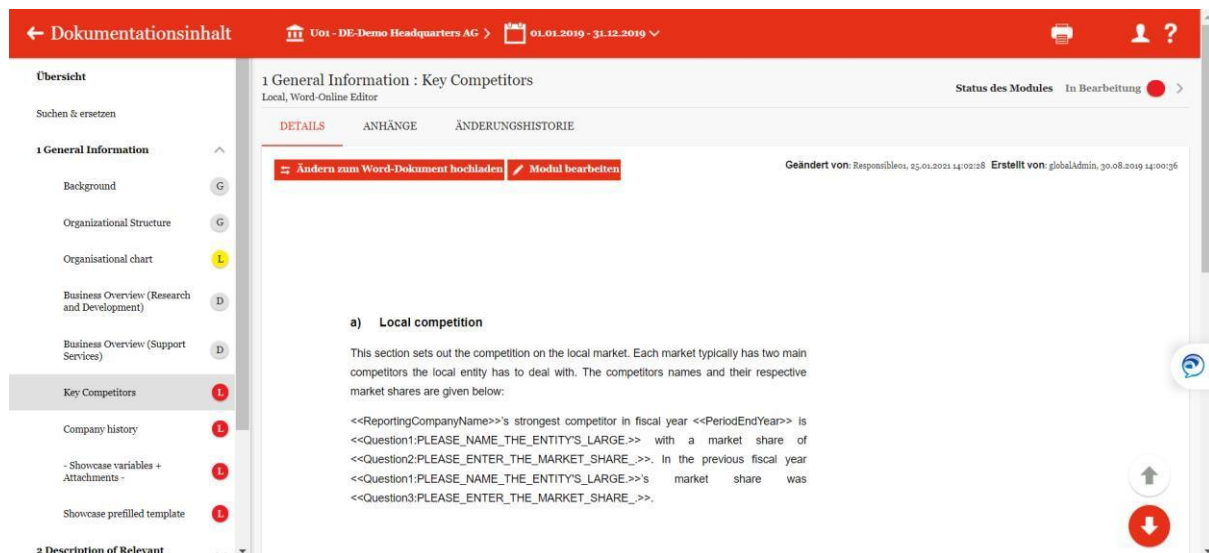 ← Dokumentationsinhalt
U01 - DE-Demo Headquarters AG >
01.01.2019 - 31.12.2019
?
Übersicht
Suchen & ersetzen
1 General Information
Background G
Organizational Structure G
Organisational chart L
Business Overview (Research
and Development) D
Business Overview (Support
Services) D
Key Competitors L
Company history L
- Showcase variables +
Attachments - L
Showcase prefilled template L
2 Description of Relevant
1 General Information : Key Competitors
Local, Word-Online Editor
Status des Modules In Bearbeitung >
DETAILS ANHÄNGE ÄNDERUNGSHISTORIE
Ändern zum Word-Dokument hochladen Modul bearbeiten
Geändert von: Responsible01, 25.01.2021 14:02:28 Erstellt von: globalAdmin, 30.08.2019 14:00:36
a) Local competition
This section sets out the competition on the local market. Each market typically has two main
competitors the local entity has to deal with. The competitors names and their respective
market shares are given below:
<<ReportingCompanyName>>'s strongest competitor in fiscal year <<PeriodEndYear>> is
<<Question1:PLEASE_NAME_THE_ENTITY'S_LARGE.>> with a market share of
<<Question2:PLEASE_ENTER_THE_MARKET_SHARE_.>>. In the previous fiscal year
<<Question1:PLEASE_NAME_THE_ENTITY'S_LARGE.>>'s market share was
<<Question3:PLEASE_ENTER_THE_MARKET_SHARE_.>>.